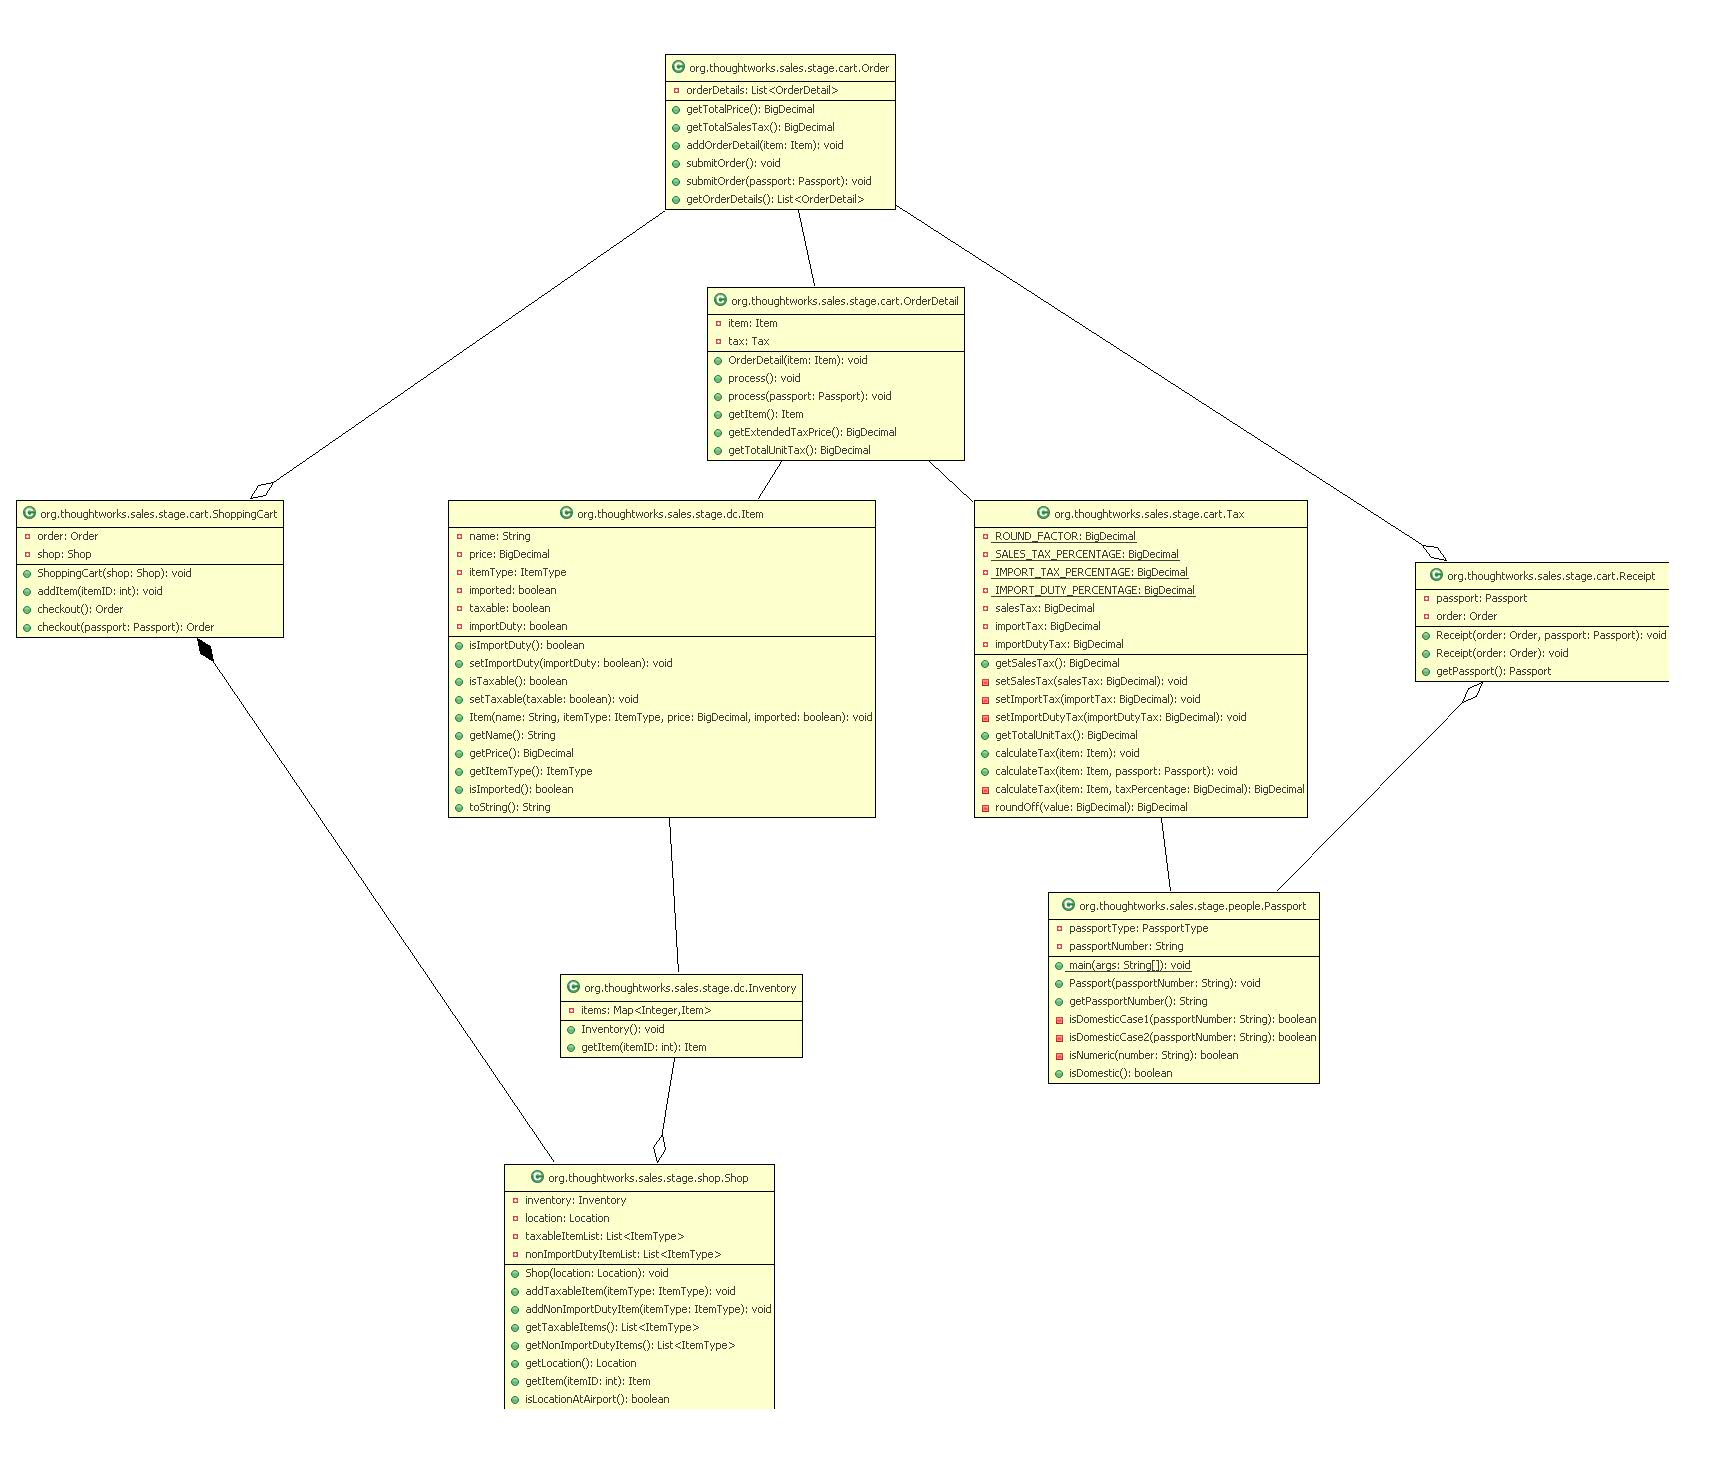 org.thoughtworks.sales.stage.cart.Order
orderDetails: List<OrderDetail>
getTotalPrice(): BigDecimal
getTotalSalesTax(): BigDecimal
addOrderDetail(item: Item): void
submitOrder(): void
submitOrder(passport: Passport): void
getOrderDetails(): List<OrderDetail>
org.thoughtworks.sales.stage.cart.OrderDetail
item: Item
tax: Tax
OrderDetail(item: Item): void
process(): void
process(passport: Passport): void
getItem(): Item
getExtendedTaxPrice(): BigDecimal
getTotalUnitTax(): BigDecimal
org.thoughtworks.sales.stage.cart.ShoppingCart
order: Order
shop: Shop
ShoppingCart(shop: Shop): void
addItem(itemID: int): void
checkout(): Order
checkout(passport: Passport): Order
org.thoughtworks.sales.stage.dc.Item
name: String
price: BigDecimal
itemType: ItemType
imported: boolean
taxable: boolean
importDuty: boolean
isImportDuty(): boolean
setImportDuty(importDuty: boolean): void
isTaxable(): boolean
setTaxable(taxable: boolean): void
Item(name: String, itemType: ItemType, price: BigDecimal, imported: boolean): void
getName(): String
getPrice(): BigDecimal
getItemType(): ItemType
isImported(): boolean
toString(): String
org.thoughtworks.sales.stage.cart.Tax
ROUND_FACTOR: BigDecimal
SALES_TAX_PERCENTAGE: BigDecimal
IMPORT_TAX_PERCENTAGE: BigDecimal
IMPORT_DUTY_PERCENTAGE: BigDecimal
salesTax: BigDecimal
importTax: BigDecimal
importDutyTax: BigDecimal
getSalesTax(): BigDecimal
setSalesTax(salesTax: BigDecimal): void
setImportTax(importTax: BigDecimal): void
setImportDutyTax(importDutyTax: BigDecimal): void
getTotalUnitTax(): BigDecimal
calculateTax(item: Item): void
calculateTax(item: Item, passport: Passport): void
calculateTax(item: Item, taxPercentage: BigDecimal): BigDecimal
roundOff(value: BigDecimal): BigDecimal
org.thoughtworks.sales.stage.cart.Receipt
passport: Passport
order: Order
Receipt(order: Order, passport: Passport): void
Receipt(order: Order): void
getPassport(): Passport
org.thoughtworks.sales.stage.people.Passport
passportType: PassportType
passportNumber: String
main(args: String[]): void
Passport(passportNumber: String): void
getPassportNumber(): String
isDomesticCase1(passportNumber: String): boolean
isDomesticCase2(passportNumber: String): boolean
isNumeric(number: String): boolean
isDomestic(): boolean
org.thoughtworks.sales.stage.dc.Inventory
items: Map<Integer,Item>
Inventory(): void
getItem(itemID: int): Item
org.thoughtworks.sales.stage.shop.Shop
inventory: Inventory
location: Location
taxableItemList: List<ItemType>
nonImportDutyItemList: List<ItemType>
Shop(location: Location): void
addTaxableItem(itemType: ItemType): void
addNonImportDutyItem(itemType: ItemType): void
getTaxableItems(): List<ItemType>
getNonImportDutyItems(): List<ItemType>
getLocation(): Location
getItem(itemID: int): Item
isLocationAtAirport(): boolean